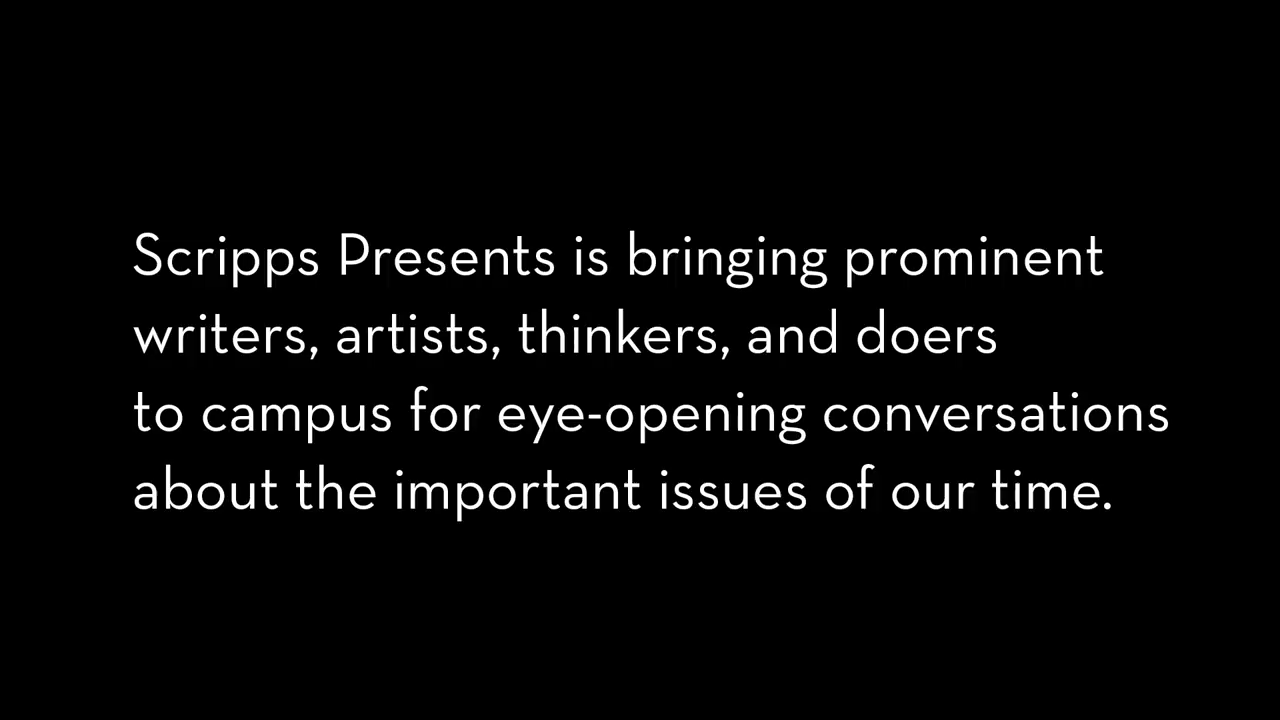 Scripps Presents is bringing prominent
writers, artists, thinkers, and doers
to campus for eye-opening conversations
about the important issues of our time.